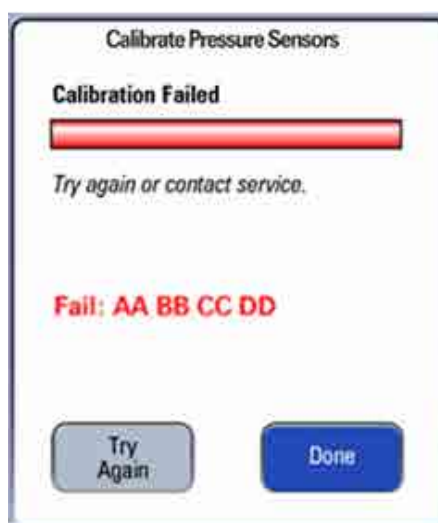 Calibrate Pressure Sensors
Calibration Failed
Try again or contact service.
Fail: AA BB CC DD
Try
Again
Done